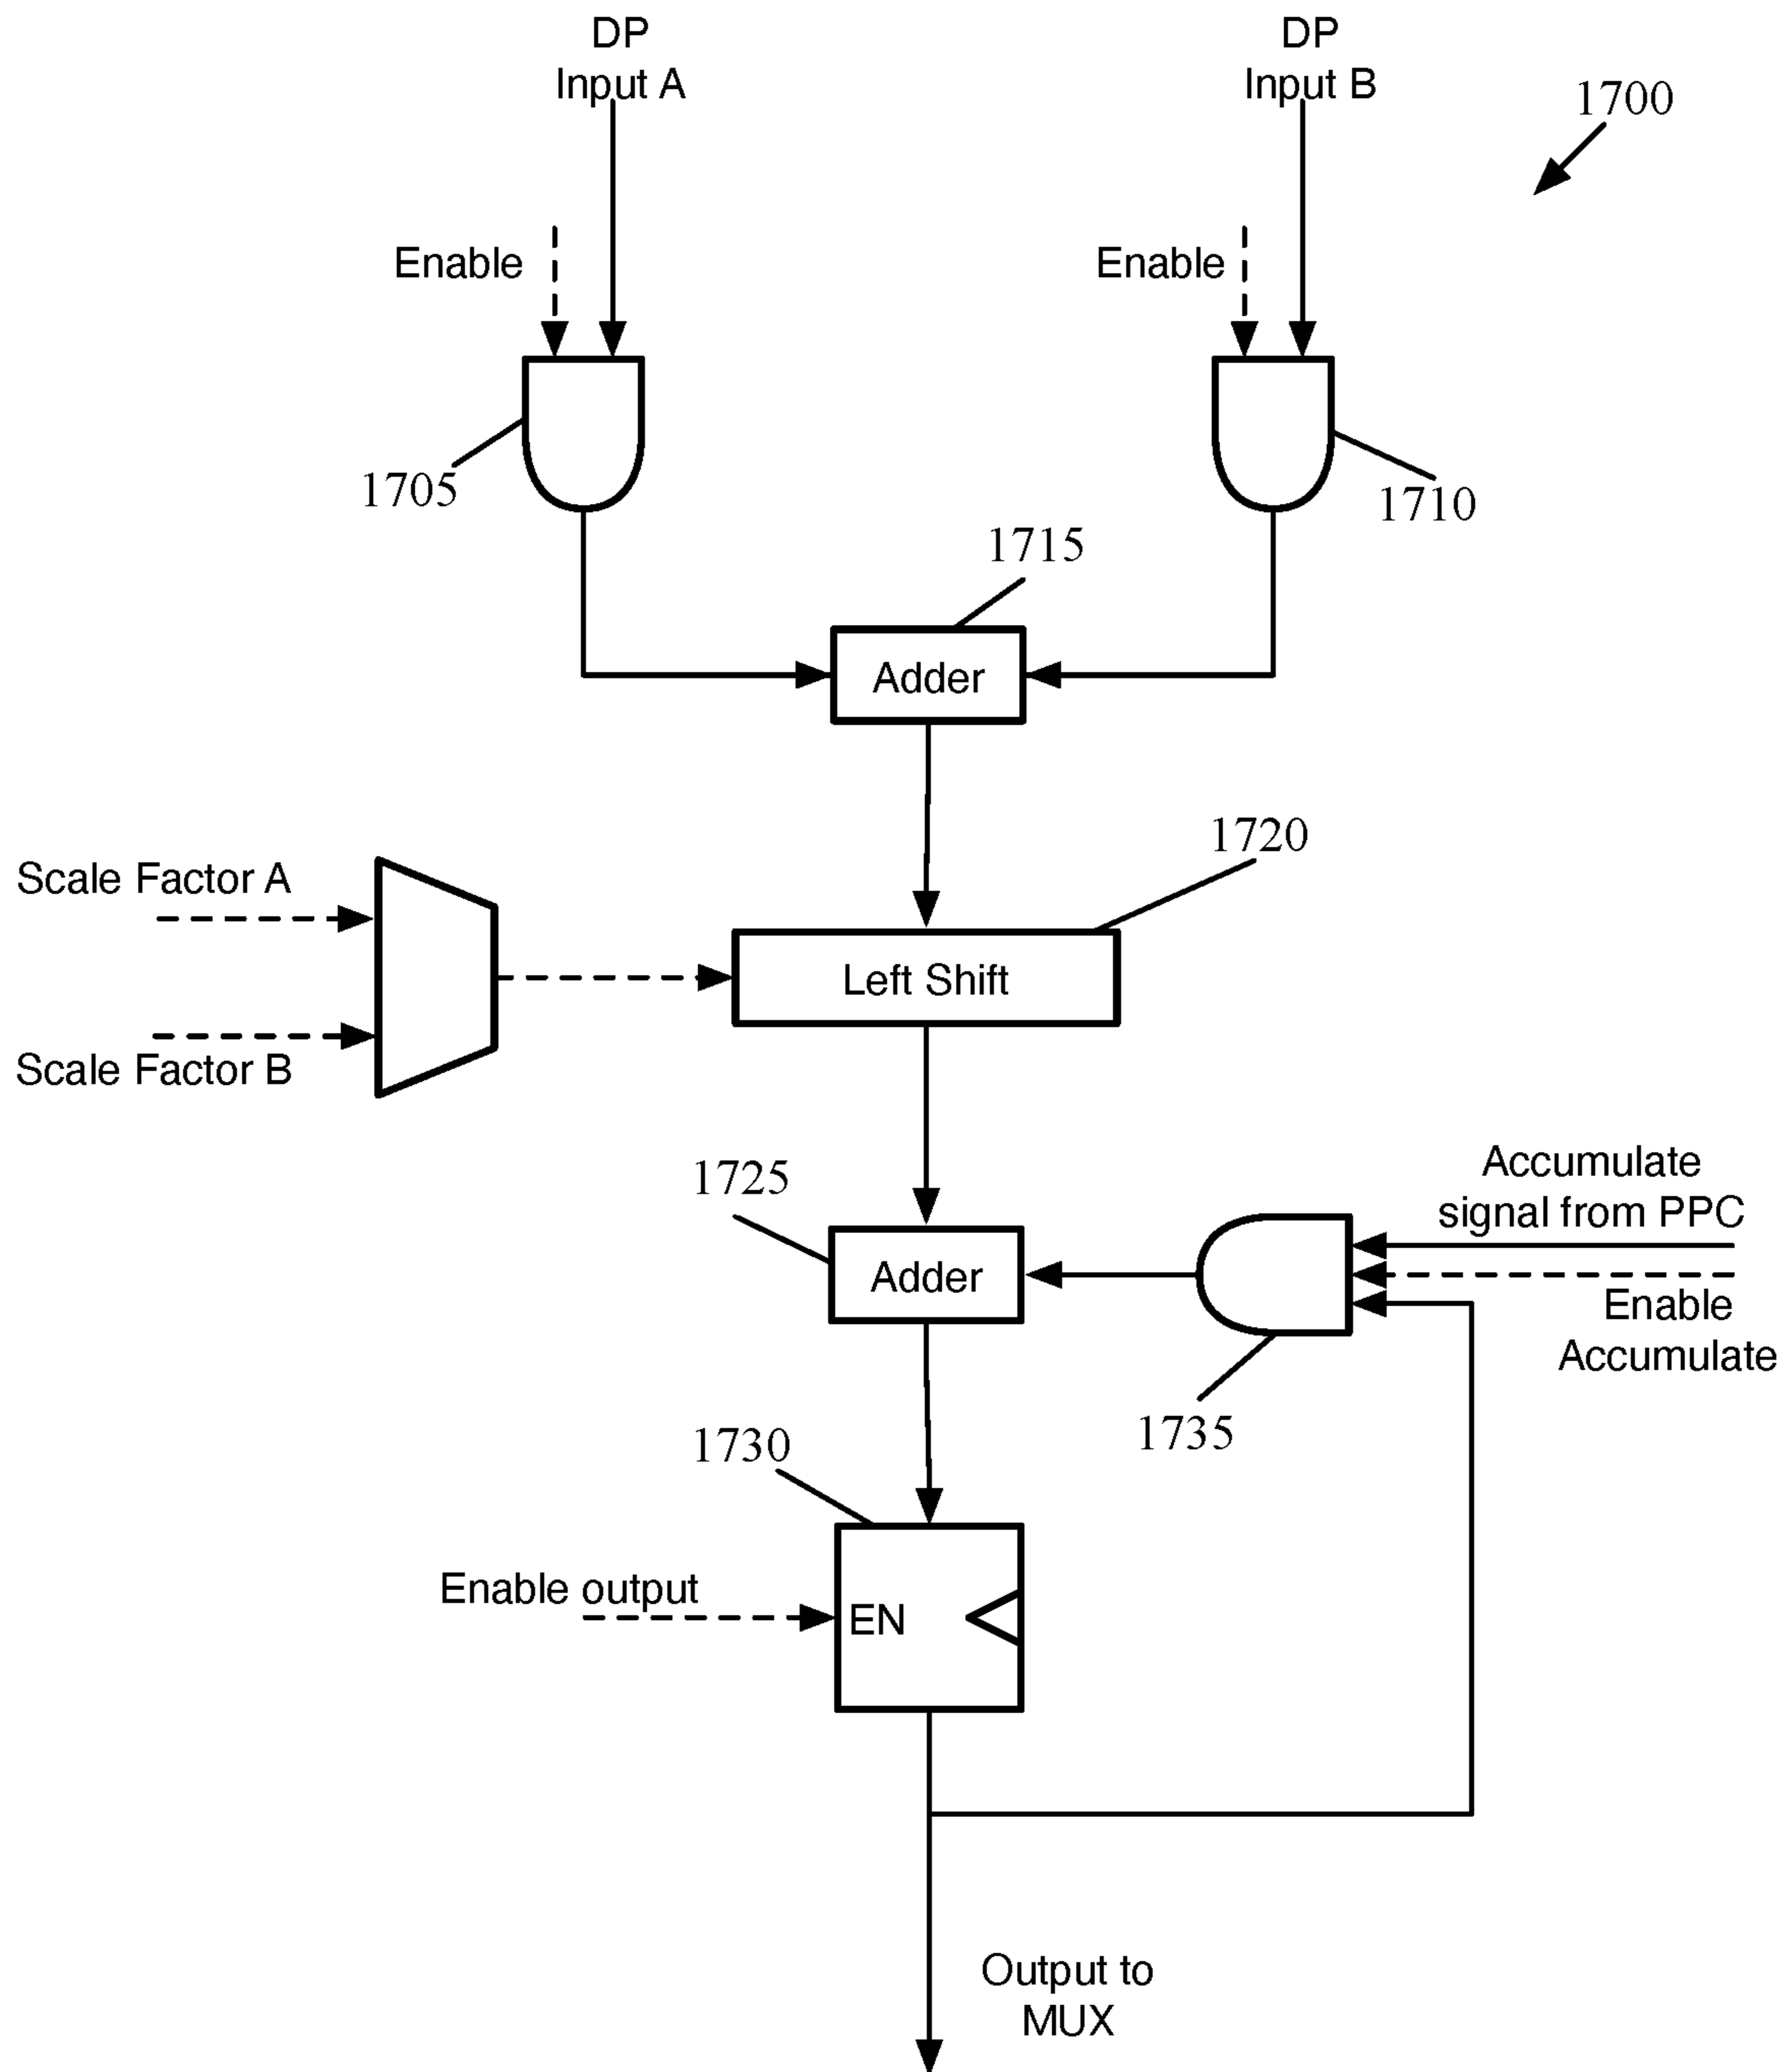 DP
Input A
DP
Input B
1700
Enable
Enable
1705
1710
1715
Adder
1720
Scale Factor A
Left Shift
Scale Factor B
Accumulate
signal from PPC
1725
Adder
Enable
Accumulate
1735
1730
Enable output
EN
Output to
MUX